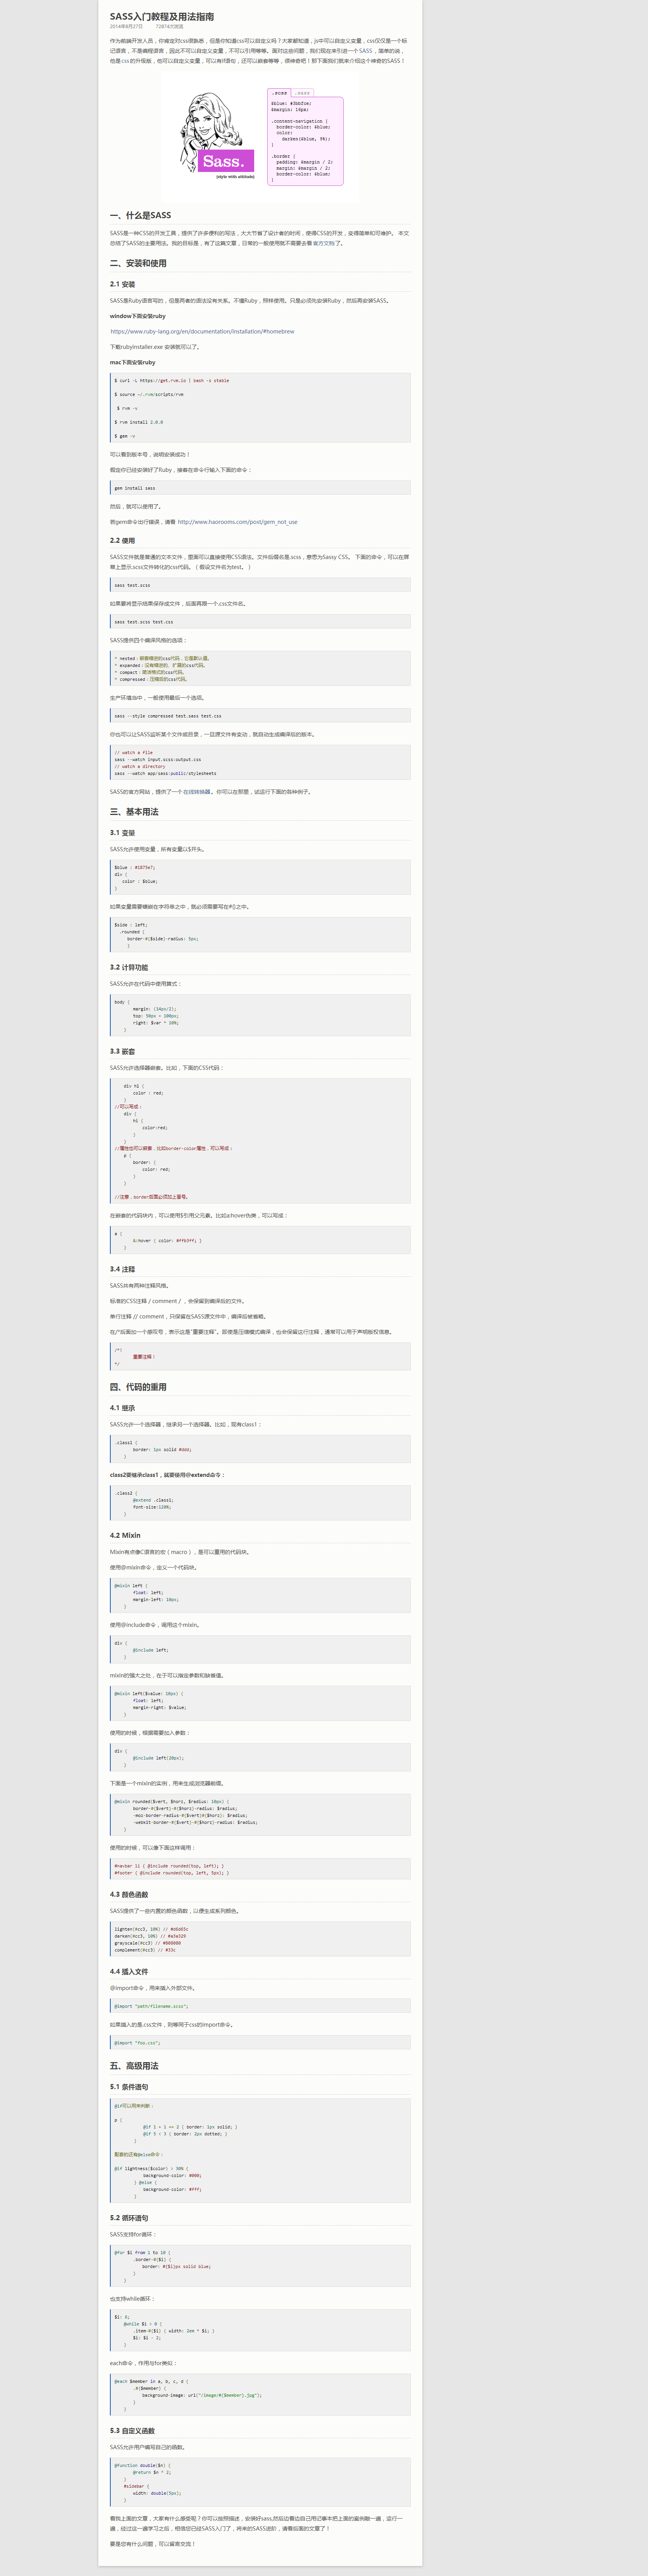 SASS入门教程及用法指南
2014年8月27日 72874次浏览
作为前端开发人员，你肯定对css很熟悉，但是你知道css可以自定义吗？大家都知道，js中可以自定义变量，css仅仅是一个标
记语言，不是编程语言，因此不可以自定义变量，不可以引用等等。面对这些问题，我们现在来引进一个 SASS ，简单的说，
他是 css 的升级版，他可以自定义变量，可以有if语句，还可以嵌套等等，很神奇吧！那下面我们就来介绍这个神奇的SASS！
.scss .sass
$blue: #3bbfce;
$margin: 16px;
.content-navigation {
border-color: $blue;
color:
darken($blue, 9%);
}
.border {
padding: $margin / 2;
margin: $margin / 2;
border-color: $blue;
}
Sass.
{style with attitude}
一、什么是SASS
SASS是一种CSS的开发工具，提供了许多便利的写法，大大节省了设计者的时间，使得CSS的开发，变得简单和可维护。 本文
总结了SASS的主要用法。我的目标是，有了这篇文章，日常的一般使用就不需要去看 官方文档 了。
二、安装和使用
2.1 安装
SASS是Ruby语言写的，但是两者的语法没有关系。不懂Ruby，照样使用。只是必须先安装Ruby，然后再安装SASS。
window下面安装ruby
https://www.ruby-lang.org/en/documentation/installation/#homebrew
下载rubyinstaller.exe 安装就可以了。
mac下面安装ruby
$ curl -L https://get.rvm.io | bash -s stable
$ source ~/.rvm/scripts/rvm
$ rvm -v
$ rvm install 2.0.0
$ gem -v
可以看到版本号，说明安装成功！
假定你已经安装好了Ruby，接着在命令行输入下面的命令：
gem install sass
然后，就可以使用了。
若gem命令出行错误，请看 http://www.haorooms.com/post/gem_not_use
2.2 使用
SASS文件就是普通的文本文件，里面可以直接使用CSS语法。文件后缀名是.scss，意思为Sassy CSS。 下面的命令，可以在屏
幕上显示.scss文件转化的css代码。（假设文件名为test。）
sass test.scss
如果要将显示结果保存成文件，后面再跟一个.css文件名。
sass test.scss test.css
SASS提供四个编译风格的选项：
* nested：嵌套缩进的css代码，它是默认值。
* expanded：没有缩进的、扩展的css代码。
* compact：简洁格式的css代码。
* compressed：压缩后的css代码。
生产环境当中，一般使用最后一个选项。
sass --style compressed test.sass test.css
你也可以让SASS监听某个文件或目录，一旦源文件有变动，就自动生成编译后的版本。
// watch a file
sass --watch input.scss:output.css
// watch a directory
sass --watch app/sass:public/stylesheets
SASS的官方网站，提供了一个 在线转换器 。你可以在那里，试运行下面的各种例子。
三、基本用法
3.1 变量
SASS允许使用变量，所有变量以$开头。
$blue : #1875e7;
div {
color : $blue;
}
如果变量需要镶嵌在字符串之中，就必须需要写在#{}之中。
$side : left;
.rounded {
border-#{$side}-radius: 5px;
}
3.2 计算功能
SASS允许在代码中使用算式：
body {
margin: (14px/2);
top: 50px + 100px;
right: $var * 10%;
}
3.3 嵌套
SASS允许选择器嵌套。比如，下面的CSS代码：
div h1 {
color : red;
}
//可以写成：
div {
h1 {
color:red;
}
}
//属性也可以嵌套，比如border-color属性，可以写成：
p {
border: {
color: red;
}
}
//注意，border后面必须加上冒号。
在嵌套的代码块内，可以使用$引用父元素。比如a:hover伪类，可以写成：
a {
&:hover { color: #ffb3ff; }
}
3.4 注释
SASS共有两种注释风格。
标准的CSS注释 / comment / ，会保留到编译后的文件。
单行注释 // comment，只保留在SASS源文件中，编译后被省略。
在/*后面加一个感叹号，表示这是"重要注释"。即使是压缩模式编译，也会保留这行注释，通常可以用于声明版权信息。
/*!
重要注释！
*/
四、代码的重用
4.1 继承
SASS允许一个选择器，继承另一个选择器。比如，现有class1：
.class1 {
border: 1px solid #ddd;
}
class2要继承class1，就要使用@extend命令：
.class2 {
@extend .class1;
font-size:120%;
}
4.2 Mixin
Mixin有点像C语言的宏（macro），是可以重用的代码块。
使用@mixin命令，定义一个代码块。
@mixin left {
float: left;
margin-left: 10px;
}
使用@include命令，调用这个mixin。
div {
@include left;
}
mixin的强大之处，在于可以指定参数和缺省值。
@mixin left($value: 10px) {
float: left;
margin-right: $value;
}
使用的时候，根据需要加入参数：
div {
@include left(20px);
}
下面是一个mixin的实例，用来生成浏览器前缀。
@mixin rounded($vert, $horz, $radius: 10px) {
border-#{$vert}-#{$horz}-radius: $radius;
-moz-border-radius-#{$vert}#{$horz}: $radius;
-webkit-border-#{$vert}-#{$horz}-radius: $radius;
}
使用的时候，可以像下面这样调用：
#navbar li { @include rounded(top, left); }
#footer { @include rounded(top, left, 5px); }
4.3 颜色函数
SASS提供了一些内置的颜色函数，以便生成系列颜色。
lighten(#cc3, 10%) // #d6d65c
darken(#cc3, 10%) // #a3a329
grayscale(#cc3) // #808080
complement(#cc3) // #33c
4.4 插入文件
@import命令，用来插入外部文件。
@import "path/filename.scss";
如果插入的是.css文件，则等同于css的import命令。
@import "foo.css";
五、高级用法
5.1 条件语句
@if可以用来判断：
p {
@if 1 + 1 == 2 { border: 1px solid; }
@if 5 < 3 { border: 2px dotted; }
}
配套的还有@else命令：
@if lightness($color) > 30% {
background-color: #000;
} @else {
background-color: #fff;
}
5.2 循环语句
SASS支持for循环：
@for $i from 1 to 10 {
.border-#{$i} {
border: #{$i}px solid blue;
}
}
也支持while循环：
$i: 6;
@while $i > 0 {
.item-#{$i} { width: 2em * $i; }
$i: $i - 2;
}
each命令，作用与for类似：
@each $member in a, b, c, d {
.#{$member} {
background-image: url("/image/#{$member}.jpg");
}
}
5.3 自定义函数
SASS允许用户编写自己的函数。
@function double($n) {
@return $n * 2;
}
#sidebar {
width: double(5px);
}
看我上面的文章，大家有什么感觉呢？你可以按照描述，安装好sass,然后边看边自己用记事本把上面的案例敲一遍，运行一
遍，经过这一遍学习之后，相信您已经SASS入门了，将来的SASS进阶，请看后面的文章了！
要是您有什么问题，可以留言交流！